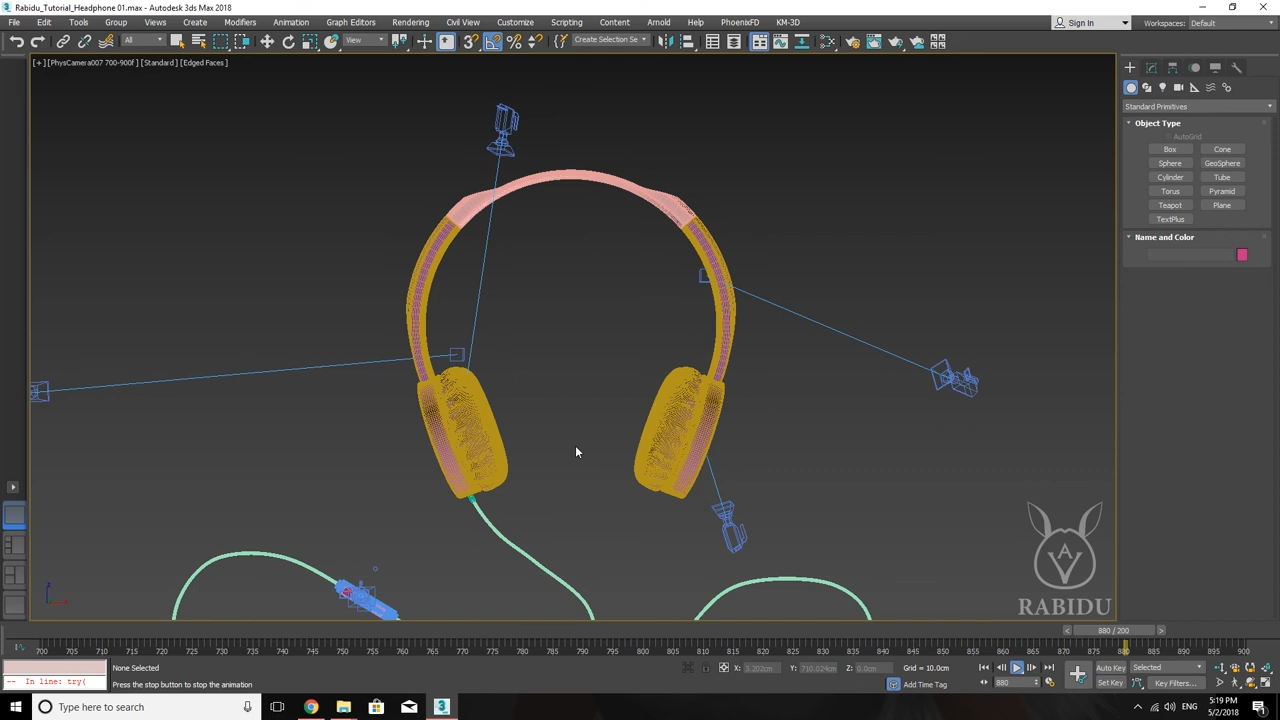 Rabidu_Tutorial_Headphone 01.max - Autodesk 3ds Max 2018
File Edit Tools Group Views Create Modifiers Animation Graph Editors Rendering Civil View Customize Scripting Content Arnold Help PhoenixFD KM-3D
Sign In Workspaces: Default
All View Create Selection Se
[+] [PhysCamera007 700-900f ] [Standard ] [Edged Faces ]
Standard Primitives
Object Type
AutoGrid
Box Cone
Sphere GeoSphere
Cylinder Tube
Torus Pyramid
Teapot Plane
TextPlus
Name and Color
RABIDU
880 / 200
700 705 710 715 720 725 730 735 740 745 750 755 760 765 770 775 780 785 790 795 800 805 810 815 820 825 830 835 840 845 850 855 860 865 870 875 880 885 890 895 900
None Selected X: 3.202cm Y: 710.024cm Z: 0.0cm Grid = 10.0cm Auto Key Selected
-- In line: try( Press the stop button to stop the animation Add Time Tag 880 Set Key Key Filters...
Type here to search ENG 5:19 PM
5/2/2018